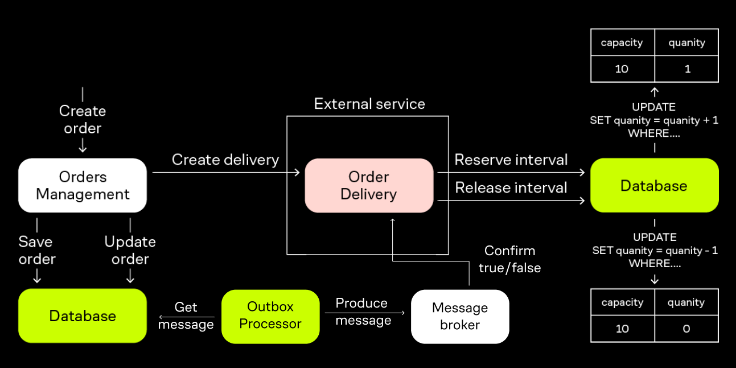 capacity quanity
10 1
UPDATE
SET quanity = quanity + 1
WHERE....
External service
Create
order
Orders
Management
Create delivery
Order
Delivery
Reserve interval
Release interval
Database
Save
order
Update
order
Confirm
true/false
UPDATE
SET quanity = quanity - 1
WHERE....
Database
Get
message
Outbox
Processor
Produce
message
Message
broker
capacity quanity
10 0